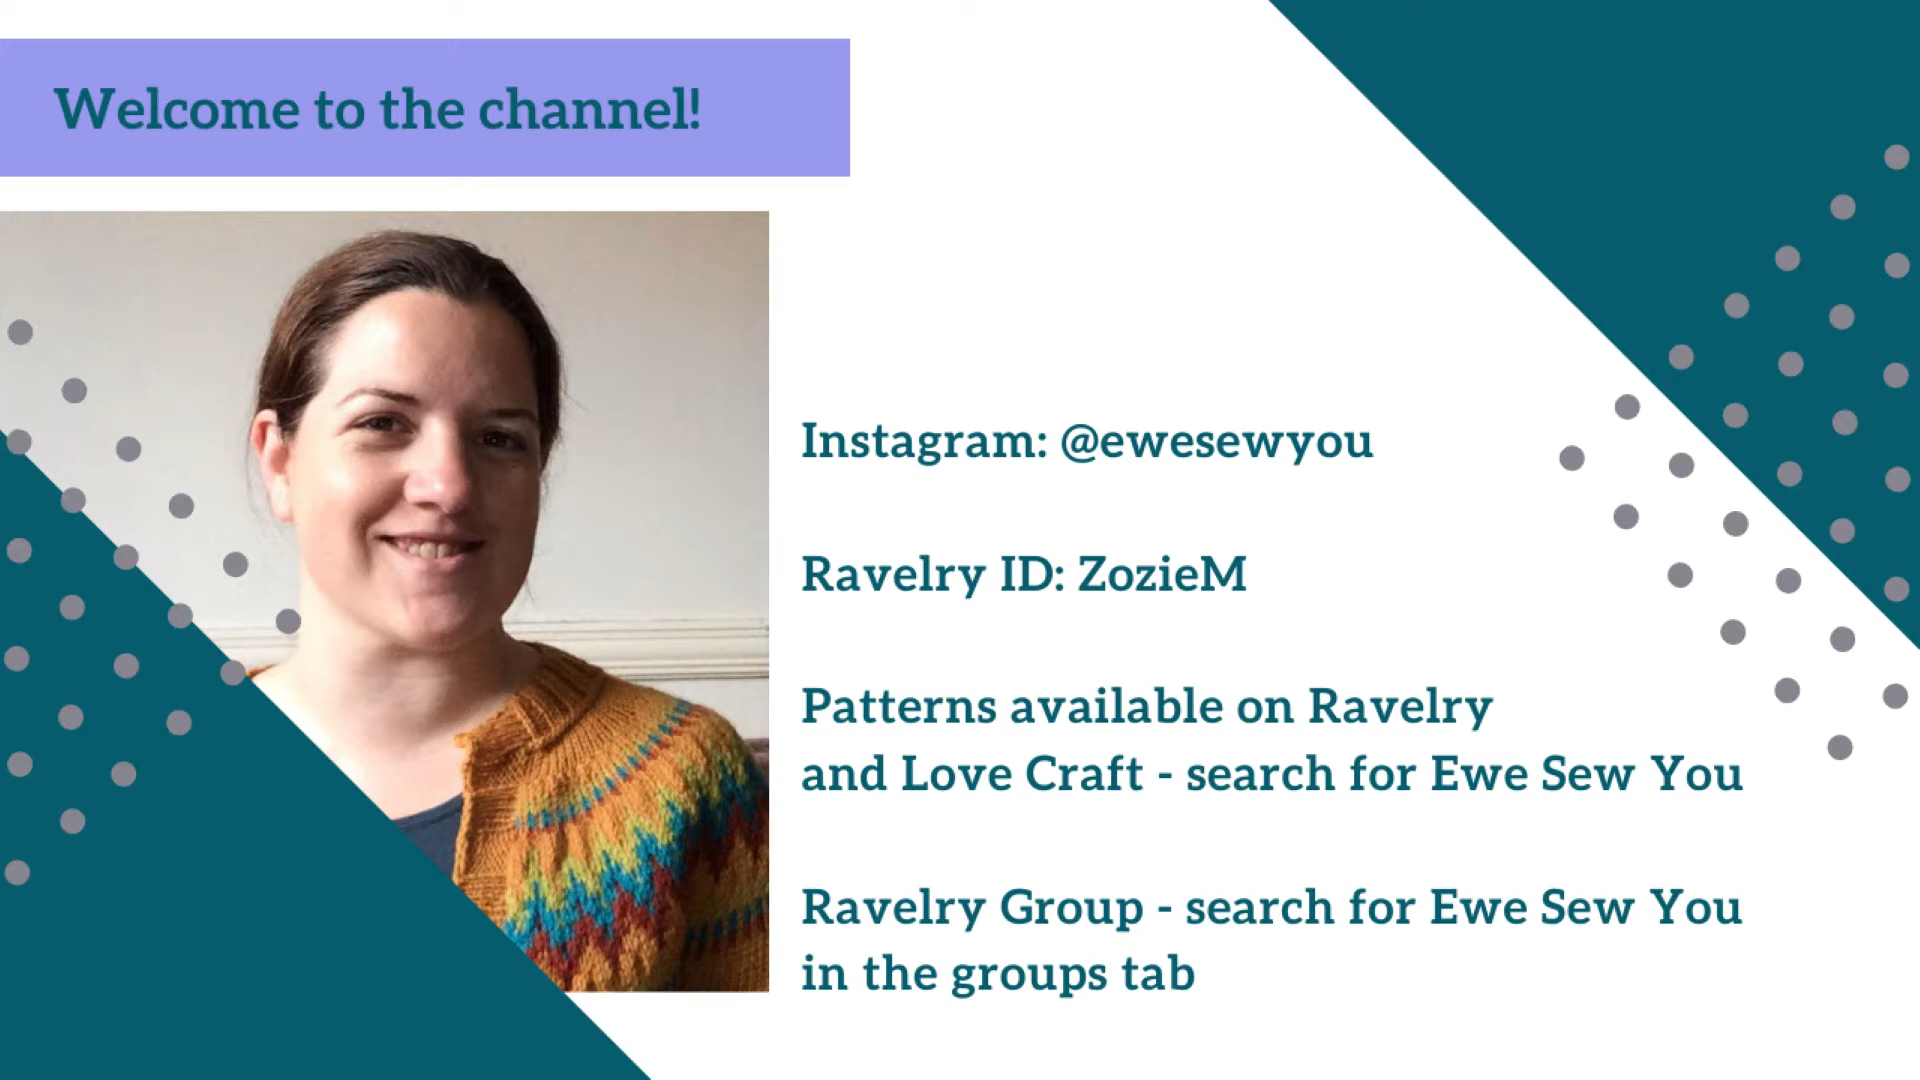 Welcome to the channel!
Instagram: @ewesewyou
Ravelry ID: ZozieM
Patterns available on Ravelry
and Love Craft - search for Ewe Sew You
Ravelry Group - search for Ewe Sew You
in the groups tab